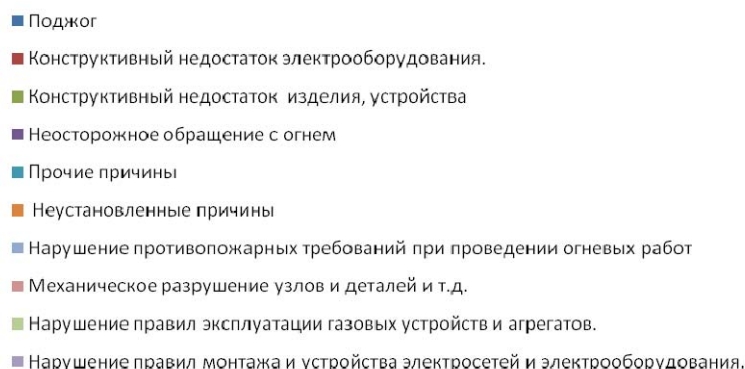 Поджог
Конструктивный недостаток электрооборудования.
Конструктивный недостаток изделия, устройства
Неосторожное обращение с огнем
Прочие причины
Неустановленные причины
Нарушение противопожарных требований при проведении огневых работ
Механическое разрушение узлов и деталей и т.д.
Нарушение правил эксплуатации газовых устройств и агрегатов.
Нарушение правил монтажа и устройства электросетей и электрооборудования.